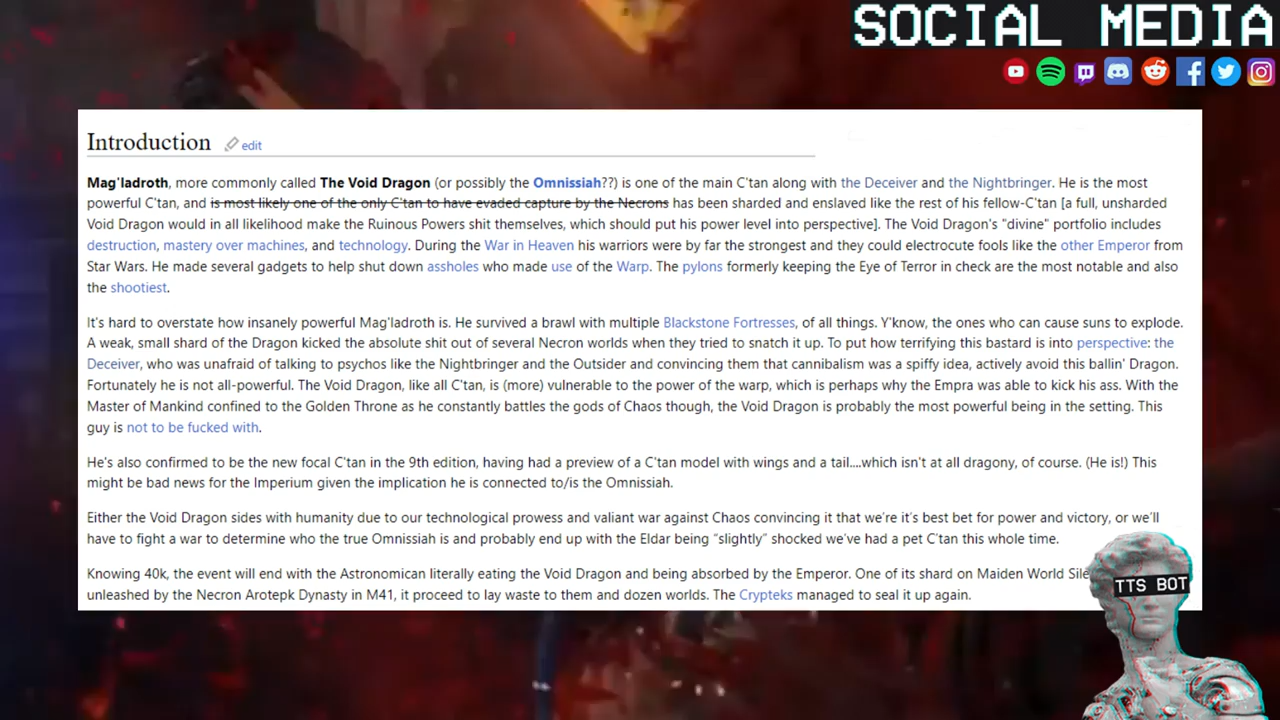 SOCIAL MEDIA
Introduction edit
Mag'ladroth, more commonly called The Void Dragon (or possibly the Omnissiah??) is one of the main C'tan along with the Deceiver and the Nightbringer. He is the most
powerful C'tan, and is most likely one of the only C'tan to have evaded capture by the Necrons has been sharded and enslaved like the rest of his fellow-C'tan [a full, unsharded
Void Dragon would in all likelihood make the Ruinous Powers shit themselves, which should put his power level into perspective]. The Void Dragon's "divine" portfolio includes
destruction, mastery over machines, and technology. During the War in Heaven his warriors were by far the strongest and they could electrocute fools like the other Emperor from
Star Wars. He made several gadgets to help shut down assholes who made use of the Warp. The pylons formerly keeping the Eye of Terror in check are the most notable and also
the shootiest.
It's hard to overstate how insanely powerful Mag'ladroth is. He survived a brawl with multiple Blackstone Fortresses, of all things. Y'know, the ones who can cause suns to explode.
A weak, small shard of the Dragon kicked the absolute shit out of several Necron worlds when they tried to snatch it up. To put how terrifying this bastard is into perspective: the
Deceiver, who was unafraid of talking to psychos like the Nightbringer and the Outsider and convincing them that cannibalism was a spiffy idea, actively avoid this ballin' Dragon.
Fortunately he is not all-powerful. The Void Dragon, like all C'tan, is (more) vulnerable to the power of the warp, which is perhaps why the Empra was able to kick his ass. With the
Master of Mankind confined to the Golden Throne as he constantly battles the gods of Chaos though, the Void Dragon is probably the most powerful being in the setting. This
guy is not to be fucked with.
He's also confirmed to be the new focal C'tan in the 9th edition, having had a preview of a C'tan model with wings and a tail....which isn't at all dragony, of course. (He is!) This
might be bad news for the Imperium given the implication he is connected to/is the Omnissiah.
Either the Void Dragon sides with humanity due to our technological prowess and valiant war against Chaos convincing it that we're it's best bet for power and victory, or we'll
have to fight a war to determine who the true Omnissiah is and probably end up with the Eldar being “slightly” shocked we've had a pet C'tan this whole time.
Knowing 40k, the event will end with the Astronomican literally eating the Void Dragon and being absorbed by the Emperor. One of its shard on Maiden World
unleashed by the Necron Arotepk Dynasty in M41, it preceed to lay waste to them and dozen worlds. The Crypteks managed to seal it up again.
TTS BOT